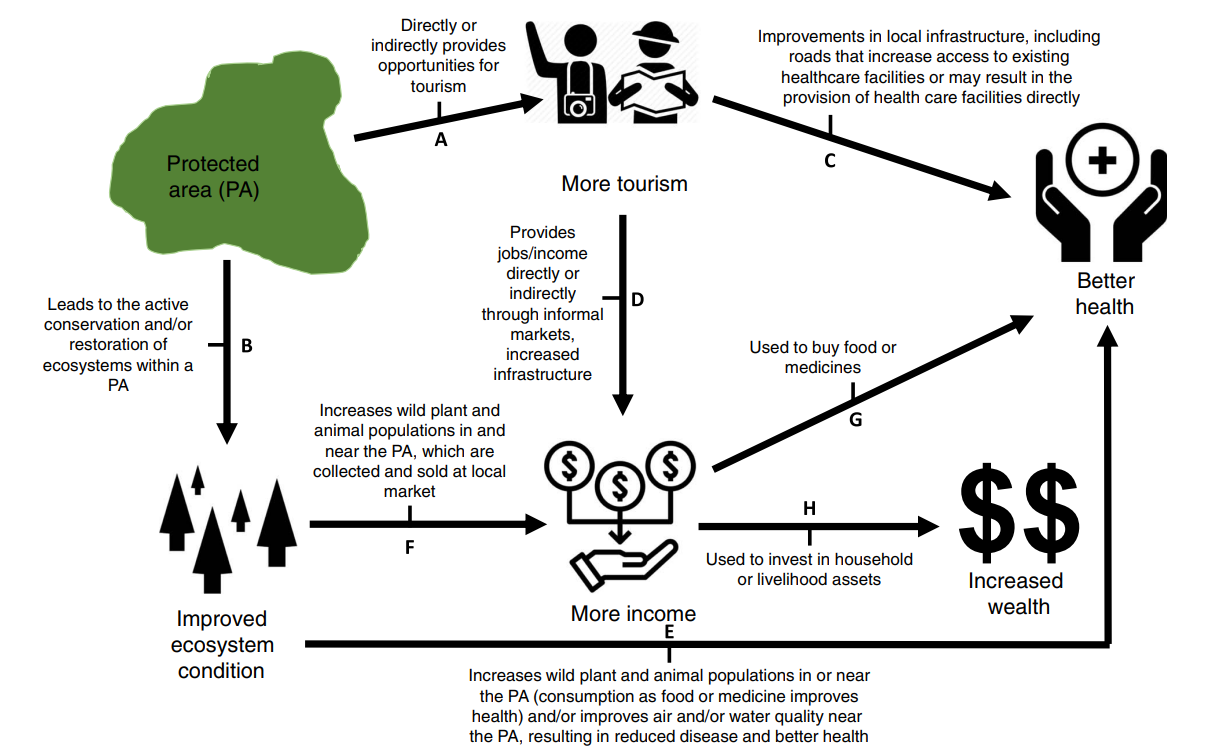 Directly or
indirectly provides
opportunities for
tourism
A
Improvements in local infrastructure, including
roads that increase access to existing
healthcare facilities or may result in the
provision of health care facilities directly
C
Protected
area (PA)
More tourism
Better
health
Leads to the active
conservation and/or
restoration of
ecosystems within a
PA
B
Provides
jobs/income
directly or
indirectly
through informal
markets,
increased
infrastructure
D
Used to buy food or
medicines
G
Increases wild plant and
animal populations in and
near the PA, which are
collected and sold at local
market
F
$ $ $
H
Used to invest in household
or livelihood assets
$$
Increased
wealth
Improved
ecosystem
condition
More income
E
Increases wild plant and animal populations in or near
the PA (consumption as food or medicine improves
health) and/or improves air and/or water quality near
the PA, resulting in reduced disease and better health